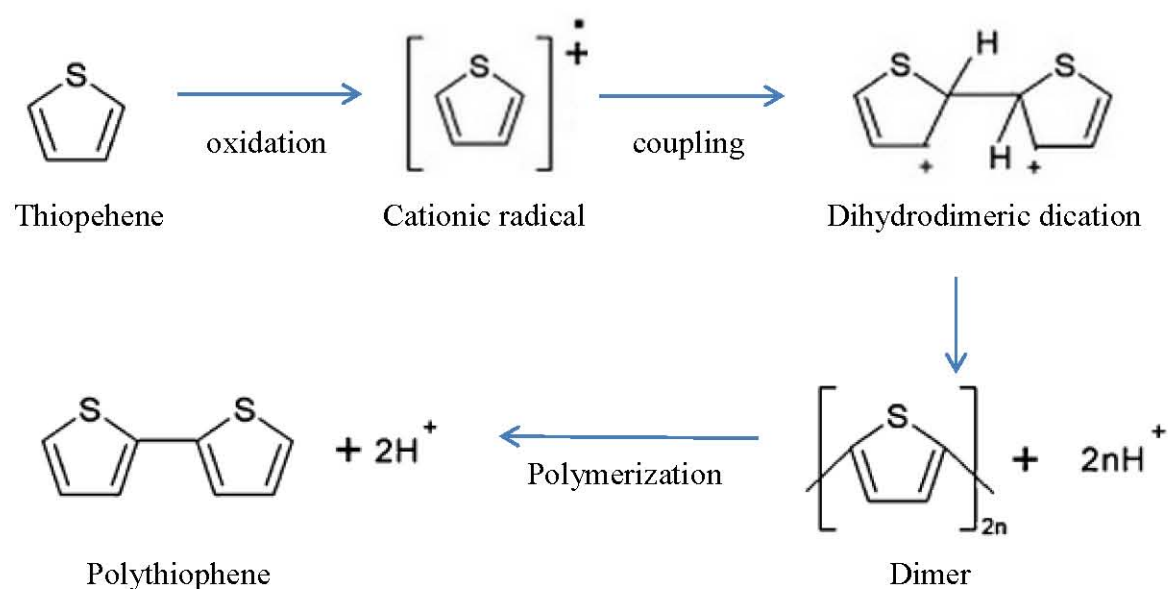 S
oxidation
Thiopehene
[S]
+
.
Cationic radical
coupling
S H S
H
+ +
Dihydrodimeric dication
S S
+ 2H+
Polymerization
S
2n
+ 2nH+
Polythiophene
Dimer